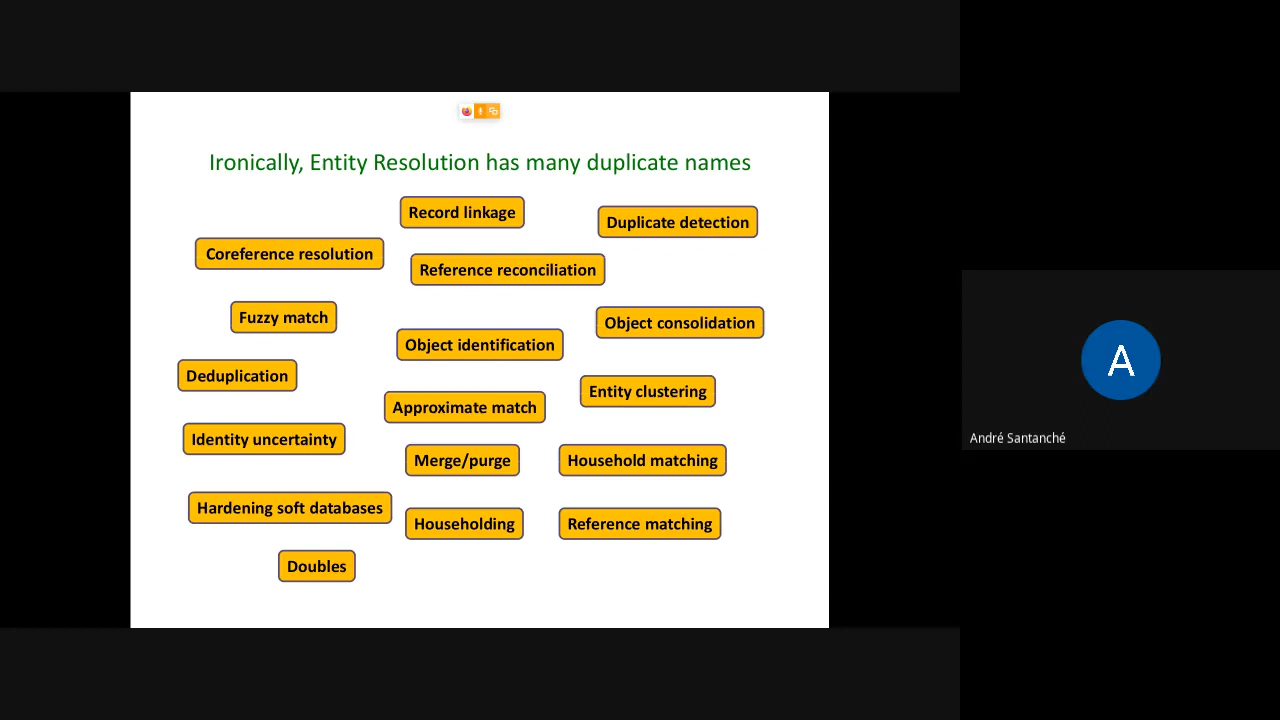 Ironically, Entity Resolution has many duplicate names
Record linkage
Duplicate detection
Coreference resolution
Reference reconciliation
Fuzzy match
Object consolidation
Object identification
Deduplication
Entity clustering
Approximate match
Identity uncertainty
Merge/purge
Household matching
Hardening soft databases
Householding
Reference matching
Doubles
A
André Santanché